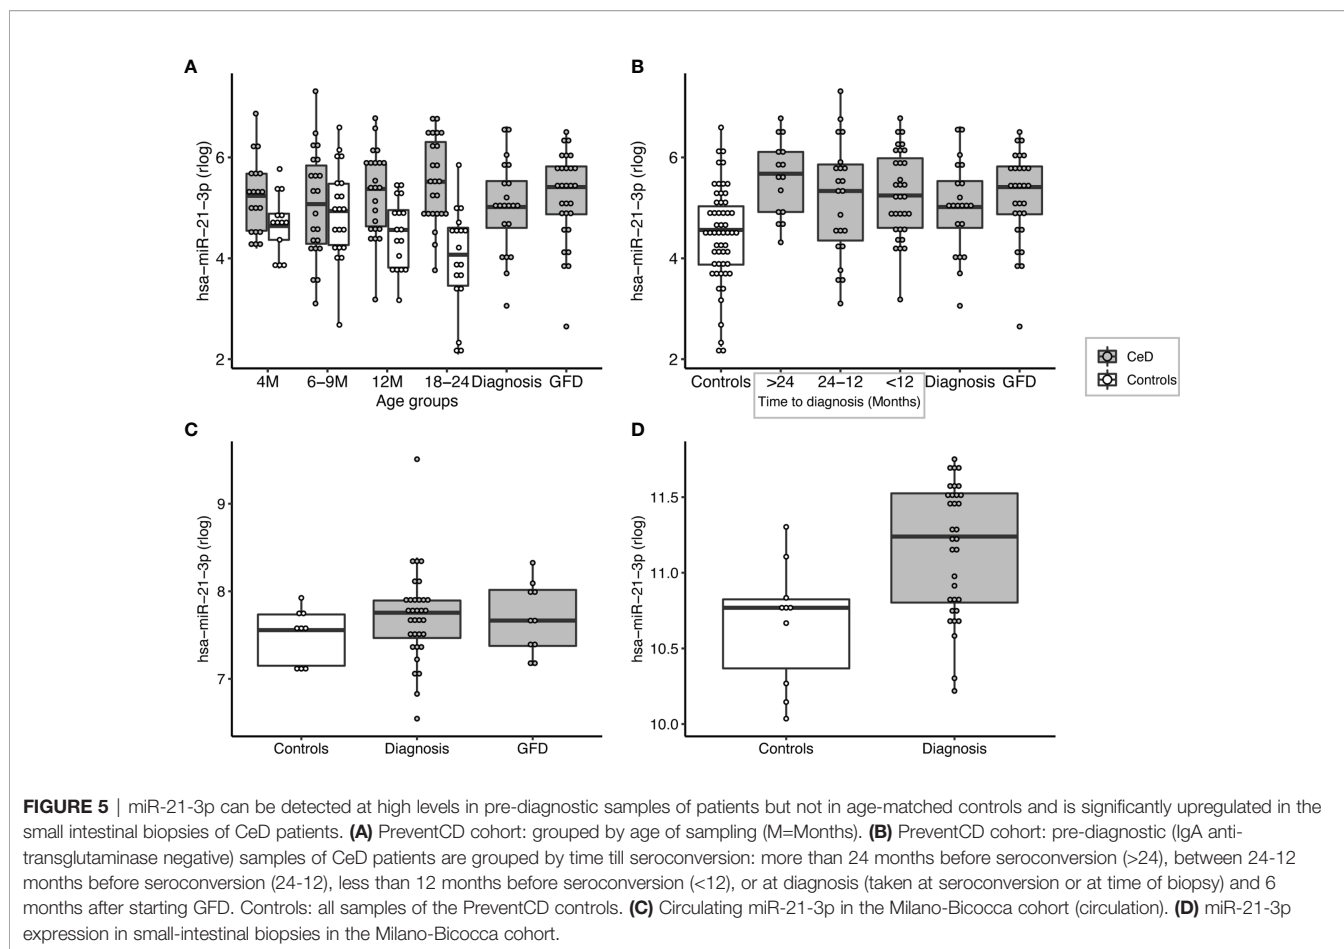 A
hsa−miR−21−3p (rlog)
6
4
2
4M 6−9M 12M 18−24 Diagnosis GFD
Age groups
B
hsa−miR−21−3p (rlog)
6
4
2
Controls >24 24−12 <12 Diagnosis GFD
Time to diagnosis (Months)
CeD
Controls
C
hsa−miR−21−3p (rlog)
9
8
7
Controls Diagnosis GFD
D
hsa−miR−21−3p (rlog)
11.5
11.0
10.5
10.0
Controls Diagnosis
FIGURE 5 | miR-21-3p can be detected at high levels in pre-diagnostic samples of patients but not in age-matched controls and is significantly upregulated in the
small intestinal biopsies of CeD patients. (A) PreventCD cohort: grouped by age of sampling (M=Months). (B) PreventCD cohort: pre-diagnostic (IgA anti-
transglutaminase negative) samples of CeD patients are grouped by time till seroconversion: more than 24 months before seroconversion (>24), between 24-12
months before seroconversion (24-12), less than 12 months before seroconversion (<12), or at diagnosis (taken at seroconversion or at time of biopsy) and 6
months after starting GFD. Controls: all samples of the PreventCD controls. (C) Circulating miR-21-3p in the Milano-Bicocca cohort (circulation). (D) miR-21-3p
expression in small-intestinal biopsies in the Milano-Bicocca cohort.